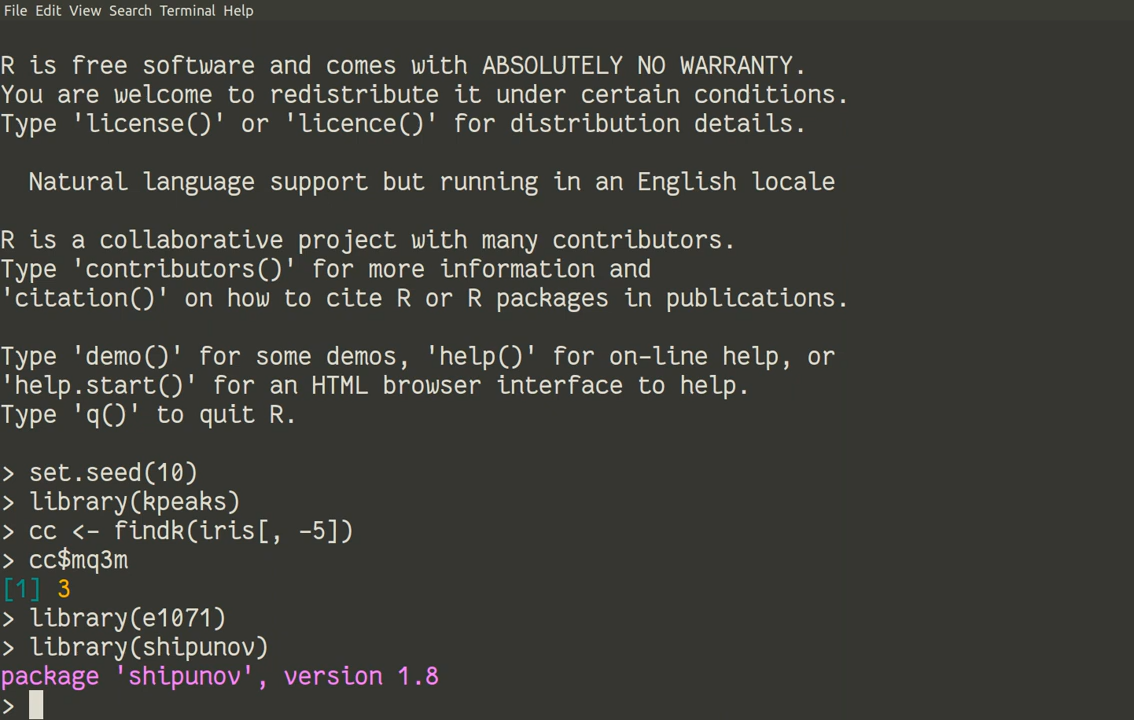 File Edit View Search Terminal Help
R is free software and comes with ABSOLUTELY NO WARRANTY.
You are welcome to redistribute it under certain conditions.
Type 'license()' or 'licence()' for distribution details.
Natural language support but running in an English locale
R is a collaborative project with many contributors.
Type 'contributors()' for more information and
'citation()' on how to cite R or R packages in publications.
Type 'demo()' for some demos, 'help()' for on-line help, or
'help.start()' for an HTML browser interface to help.
Type 'q()' to quit R.
> set.seed(10)
> library(kpeaks)
> cc <- findk(iris[, -5])
> cc$mq3m
[1] 3
> library(e1071)
> library(shipunov)
package 'shipunov', version 1.8
>